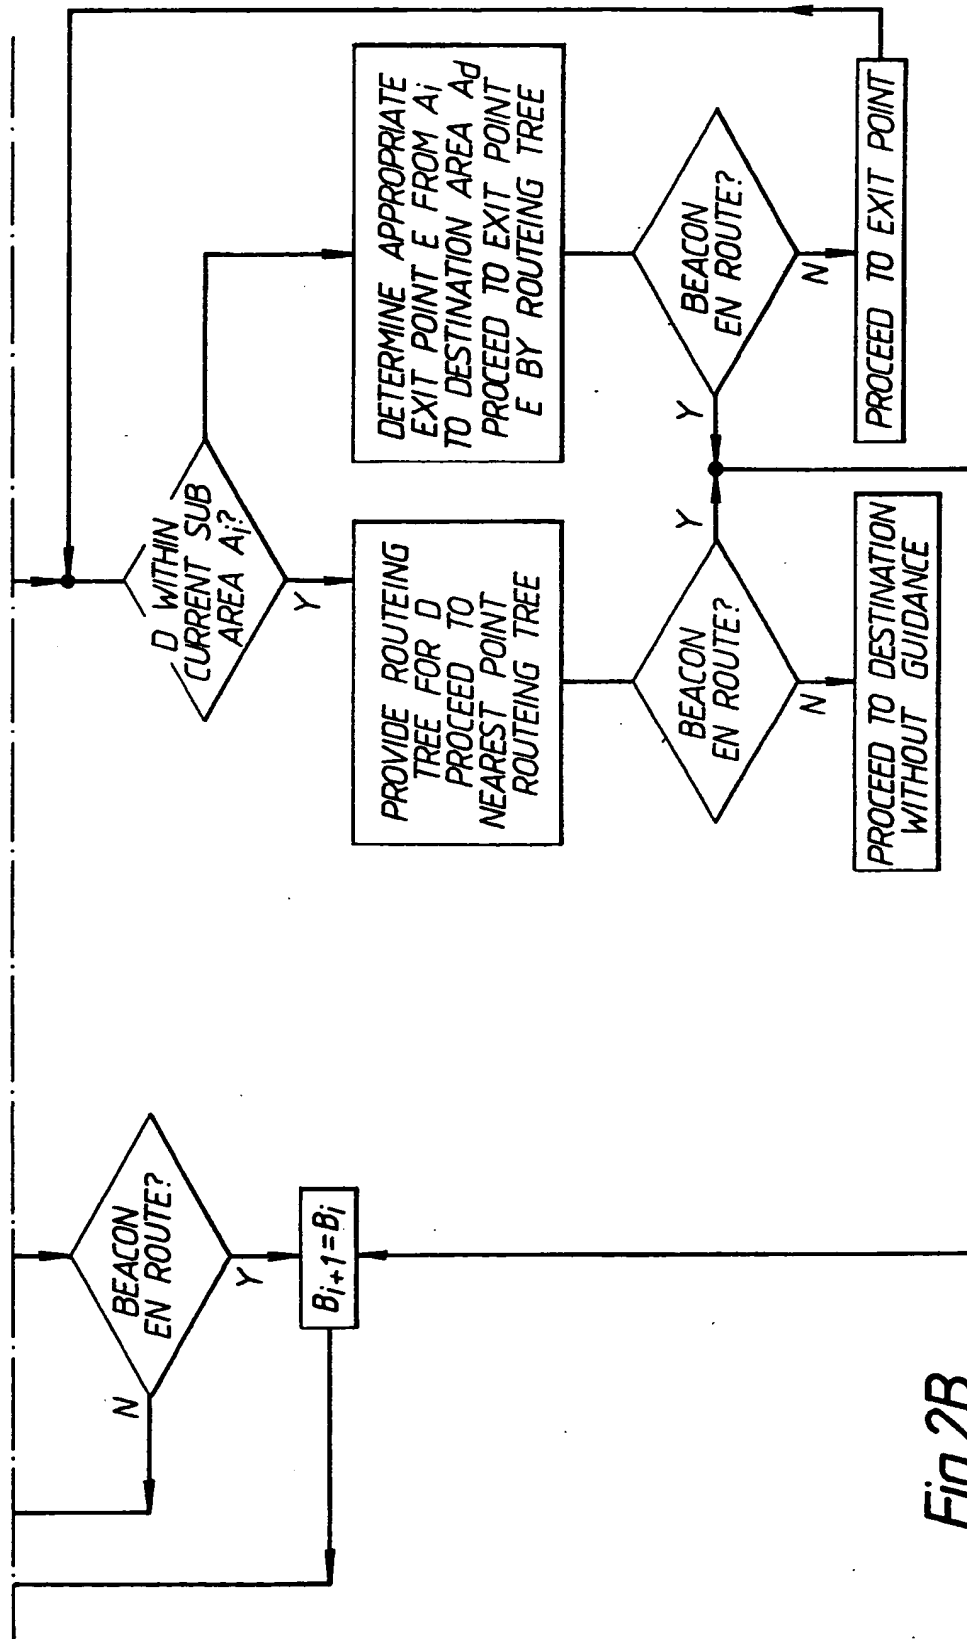 BEACON
EN ROUTE?
N
Y
Bi+1=Bi
D WITHIN
CURRENT SUB
AREA Ai?
Y
PROVIDE ROUTEING
TREE FOR D
PROCEED TO
NEAREST POINT
ROUTEING TREE
DETERMINE APPROPRIATE
EXIT POINT E FROM Ai
TO DESTINATION AREA Ad
PROCEED TO EXIT POINT
E BY ROUTEING TREE
BEACON
EN ROUTE?
Y
N
BEACON
EN ROUTE?
Y
N
PROCEED TO DESTINATION
WITHOUT GUIDANCE
PROCEED TO EXIT POINT
Fig.2B